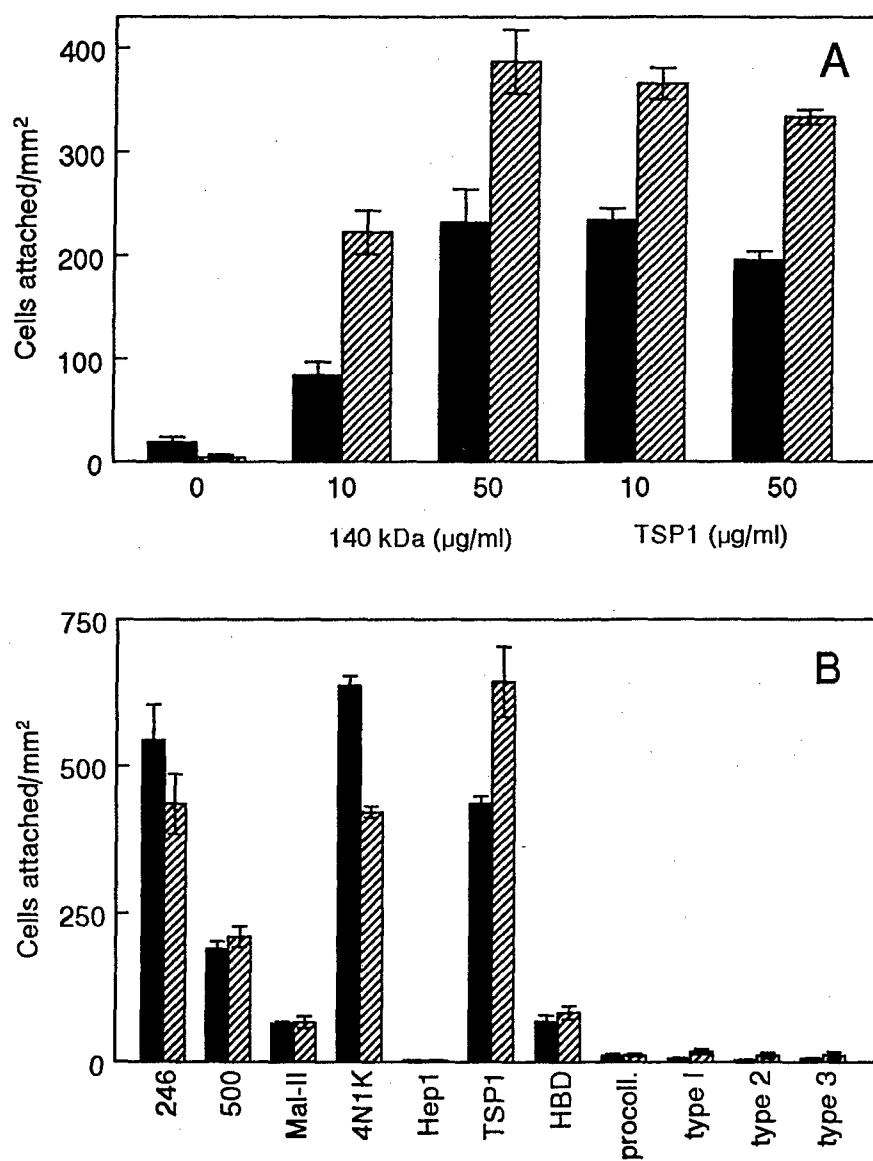 A
Cells attached/mm²
400
300
200
100
0
0 10 50 10 50
140 kDa (µg/ml) TSP1 (µg/ml)
B
Cells attached/mm²
750
500
250
0
246
500
Mal-II
4N1K
Hep1
TSP1
HBD
procoll.
type I
type 2
type 3